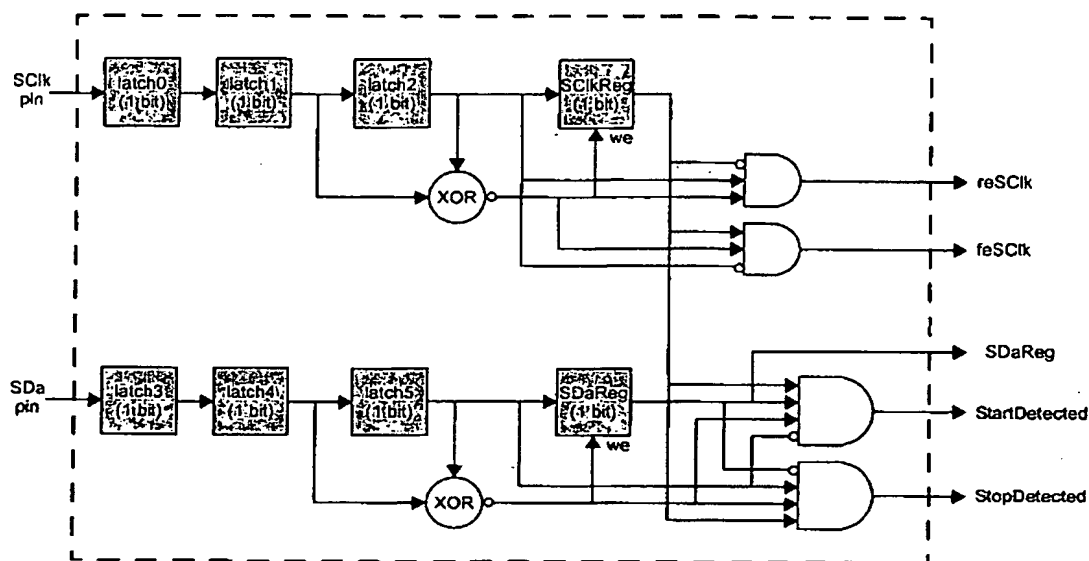 SClk
pin
latch0
(1 bit)
latch1
(1 bit)
latch2
(1 bit)
SClkReg
(1 bit)
we
XOR
reSClk
feSClk
SDa
pin
latch3
(1 bit)
latch4
(1 bit)
latch5
(1 bit)
SDaReg
(1 bit)
we
XOR
SDaReg
StartDetected
StopDetected